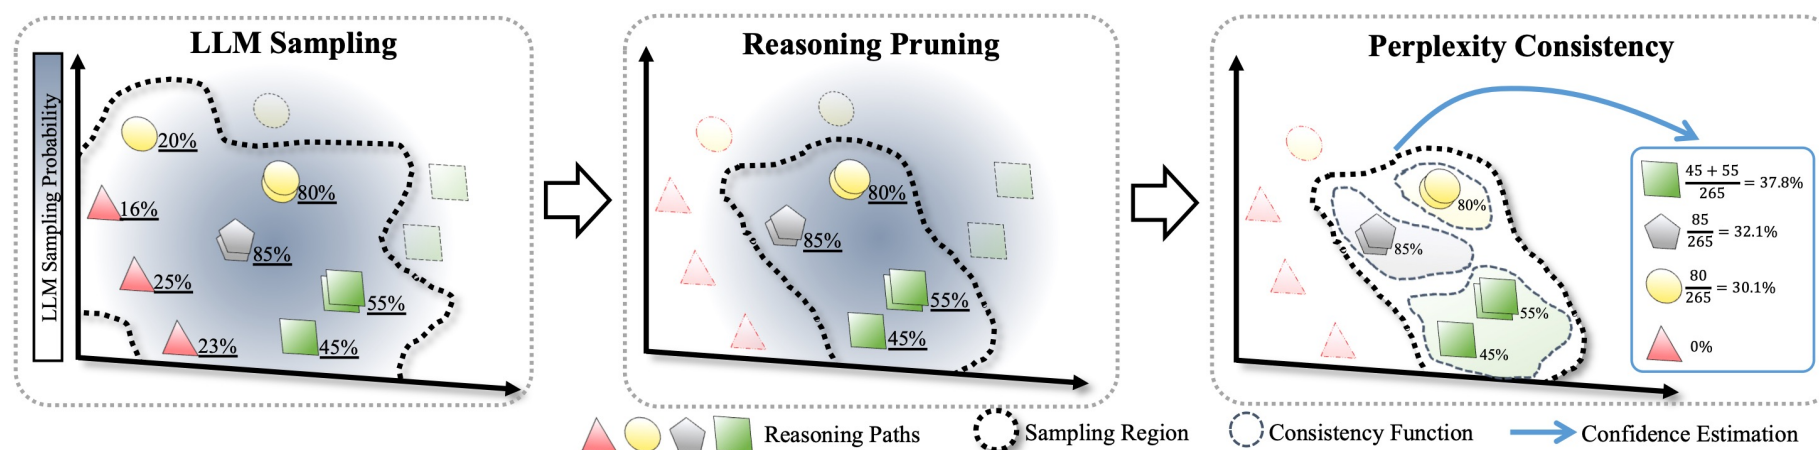 LLM Sampling
LLM Sampling Probability
20%
80%
16%
85%
25%
55%
23%
45%
Reasoning Pruning
80%
85%
55%
45%
Perplexity Consistency
80%
85%
55%
45%
45 + 55
265
= 37.8%
85
265
= 32.1%
80
265
= 30.1%
0%
Reasoning Paths
Sampling Region
Consistency Function
Confidence Estimation